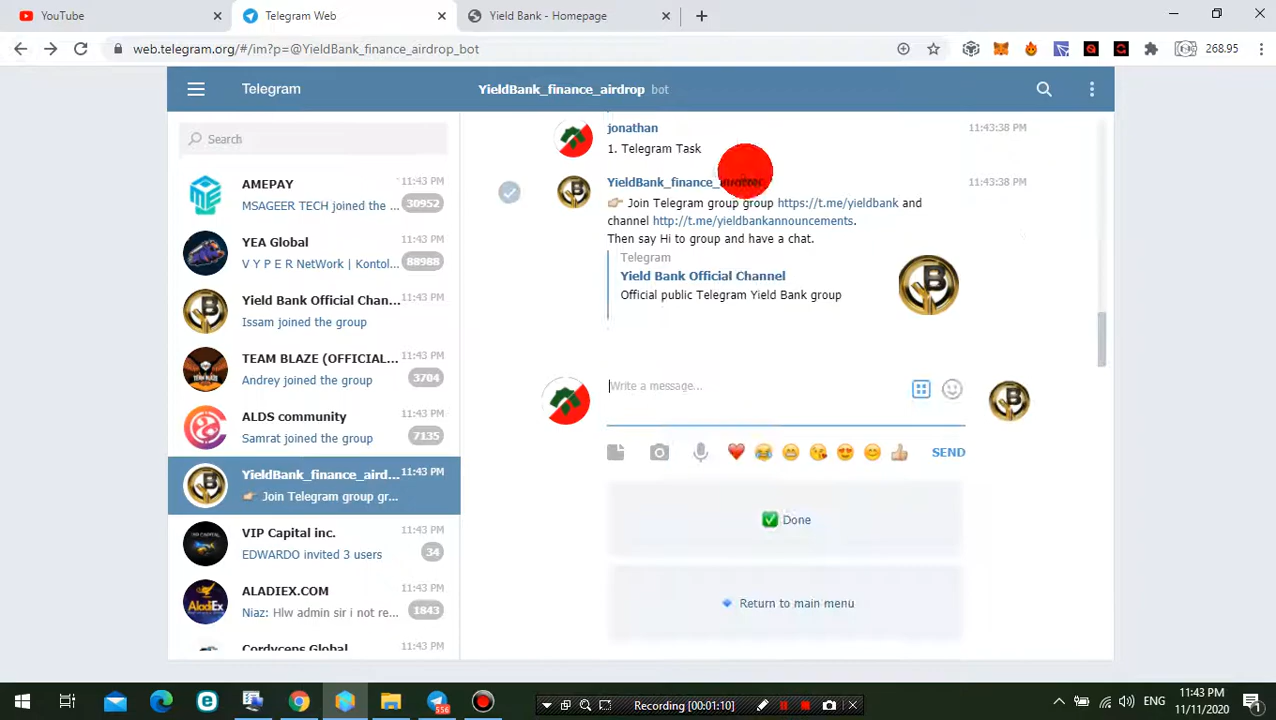 YouTube
Telegram Web
Yield Bank - Homepage
web.telegram.org/#/im?p=@YieldBank_finance_airdrop_bot
268.95
Telegram
YieldBank_finance_airdrop bot
Search
AMEPAY 11:43 PM
MSAGEER TECH joined the ... 30952
YEA Global 11:43 PM
V Y P E R NetWork | Kontol... 88988
Yield Bank Official Chan... 11:43 PM
Issam joined the group
TEAM BLAZE (OFFICIAL... 11:43 PM
Andrey joined the group 3704
ALDS community 11:43 PM
Samrat joined the group 7135
YieldBank_finance_aird... 11:43 PM
Join Telegram group gr...
VIP Capital inc. 11:43 PM
EDWARDO invited 3 users 34
ALADIEX.COM 11:43 PM
Niaz: Hlw admin sir i not re... 1843
Cordyceps Global 11:43 PM
jonathan 11:43:38 PM
1. Telegram Task
YieldBank_finance_airdrop 11:43:38 PM
Join Telegram group group https://t.me/yieldbank and
channel http://t.me/yieldbankannouncements.
Then say Hi to group and have a chat.
Telegram
Yield Bank Official Channel
Official public Telegram Yield Bank group
Write a message...
SEND
Done
Return to main menu
556
Recording [00:01:10]
ENG
11:43 PM
11/11/2020
1